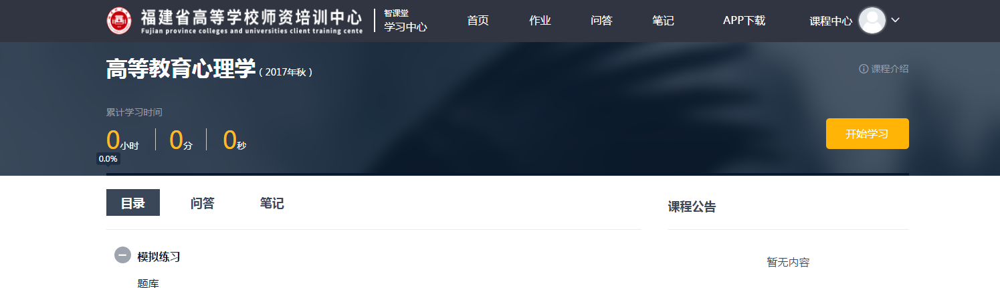 福建省高等学校师资培训中心
Fujian province colleges and universities client training cente
智课堂
学习中心
首页
作业
问答
笔记
APP下载
课程中心
高等教育心理学（2017年秋）
课程介绍
累计学习时间
0小时 0分 0秒
开始学习
0.0%
目录
问答
笔记
课程公告
模拟练习
暂无内容
题库